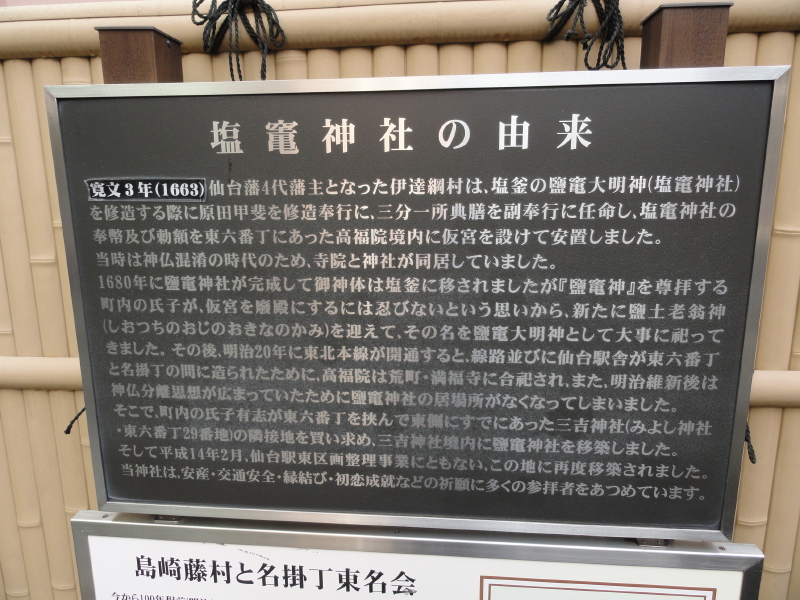 塩竈神社の由来
寛文3年(1663)仙台藩4代藩主となった伊達綱村は、塩釜の鹽竈大明神(塩竈神社)
を修造する際に原田甲斐を修造奉行に、三分一所典膳を副奉行に任命し、塩竈神社の
奉幣及び勅額を東六番丁にあった高福院境内に仮宮を設けて安置しました。
当時は神仏混淆の時代のため、寺院と神社が同居していました。
1680年に鹽竈神社が完成して御神体は塩釜に移されましたが『鹽竈神』を尊拝する
町内の氏子が、仮宮を廃殿にするには忍びないという思いから、新たに鹽土老翁神
(しおつちのおじのおきなのかみ)を迎えて、その名を鹽竈大明神として大事に祀って
きました。その後、明治20年に東北本線が開通すると、線路並びに仙台駅舎が東六番丁
と名掛丁の間に造られたために、高福院は荒町・満福寺に合祀され、また、明治維新後は
神仏分離思想が広まっていたために鹽竈神社の居場所がなくなってしまいました。
そこで、町内の氏子有志が東六番丁を挟んで東側にすでにあった三吉神社(みよし神社
・東六番丁29番地)の隣接地を買い求め、三吉神社境内に鹽竈神社を移築しました。
そして平成14年2月、仙台駅東区画整理事業にともない、この地に再度移築されました。
当神社は、安産・交通安全・縁結び・初恋成就などの祈願に多くの参拝者をあつめています。
島崎藤村と名掛丁東名会
今から100年